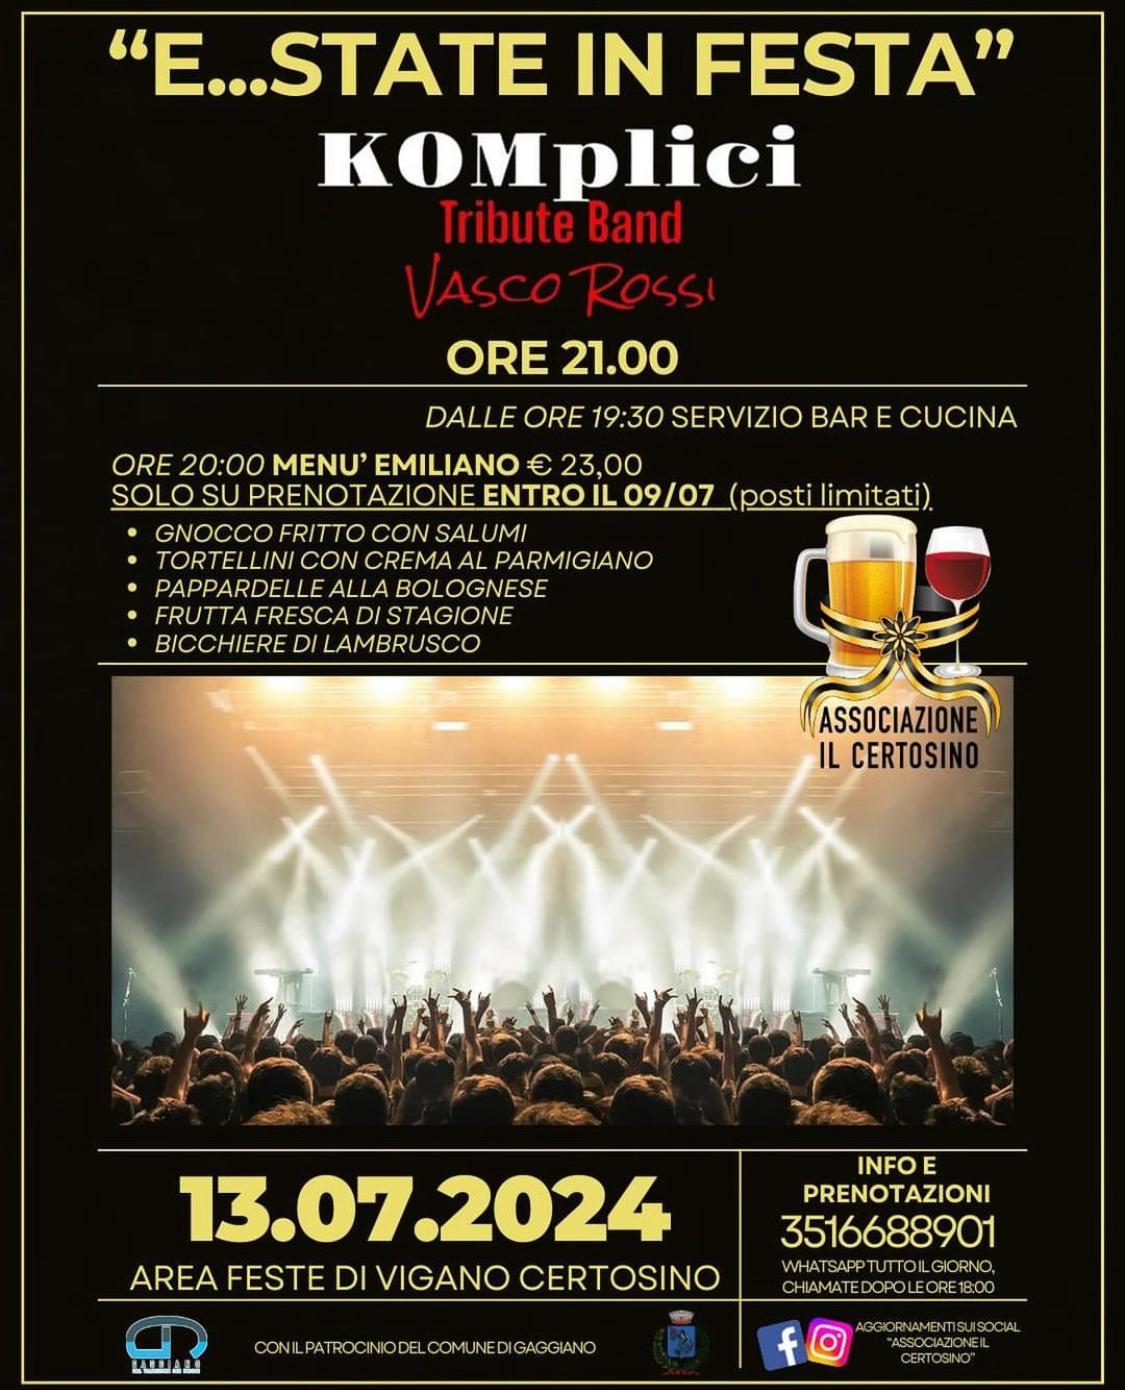 “E...STATE IN FESTA”
KOMplici
Tribute Band
VASCO ROSSI
ORE 21.00
DALLE ORE 19:30 SERVIZIO BAR E CUCINA
ORE 20:00 MENU’ EMILIANO € 23,00
SOLO SU PRENOTAZIONE ENTRO IL 09/07 (posti limitati)
• GNOCCO FRITTO CON SALUMI
• TORTELLINI CON CREMA AL PARMIGIANO
• PAPPARDELLE ALLA BOLOGNESE
• FRUTTA FRESCA DI STAGIONE
• BICCHIERE DI LAMBRUSCO
ASSOCIAZIONE
IL CERTOSINO
13.07.2024
AREA FESTE DI VIGANO CERTOSINO
INFO E
PRENOTAZIONI
3516688901
WHATSAPP TUTTO IL GIORNO,
CHIAMATE DOPO LE ORE 18:00
GAGGIANO
CON IL PATROCINIO DEL COMUNE DI GAGGIANO
AGGIORNAMENTI SUI SOCIAL
“ASSOCIAZIONE IL
CERTOSINO”